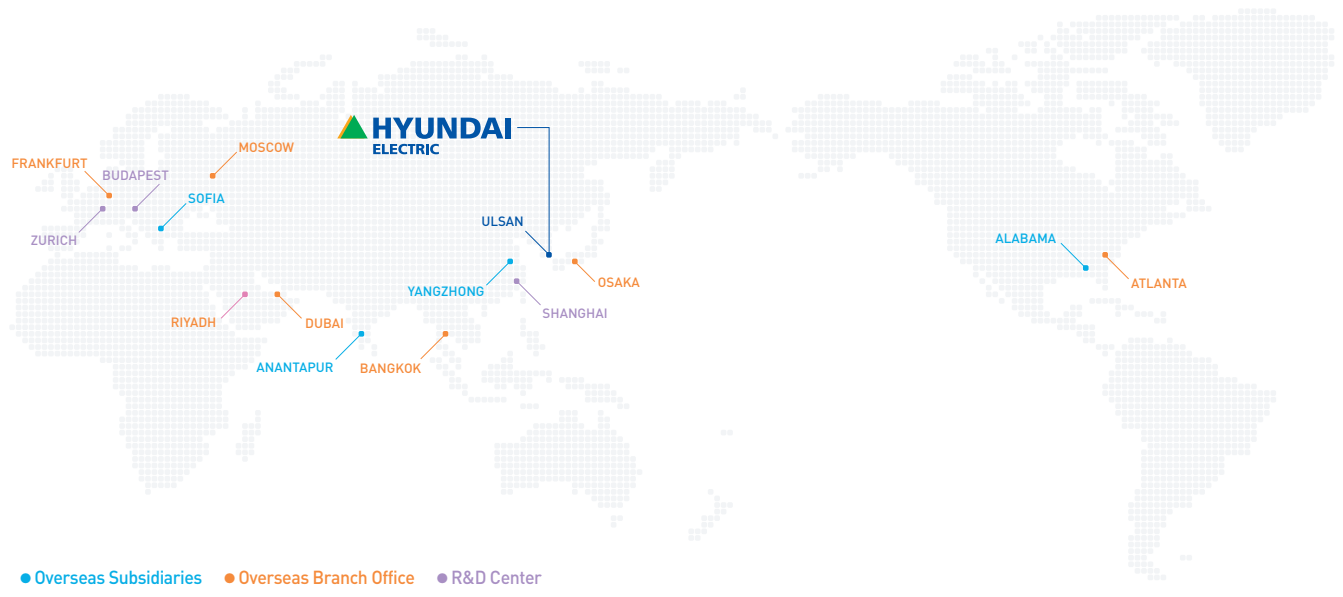 HYUNDAI
ELECTRIC
MOSCOW
FRANKFURT
BUDAPEST
SOFIA
ZURICH
ULSAN
ALABAMA
YANGZHONG
OSAKA
ATLANTA
SHANGHAI
RIYADH
DUBAI
ANANTAPUR
BANGKOK
Overseas Subsidiaries
Overseas Branch Office
R&D Center